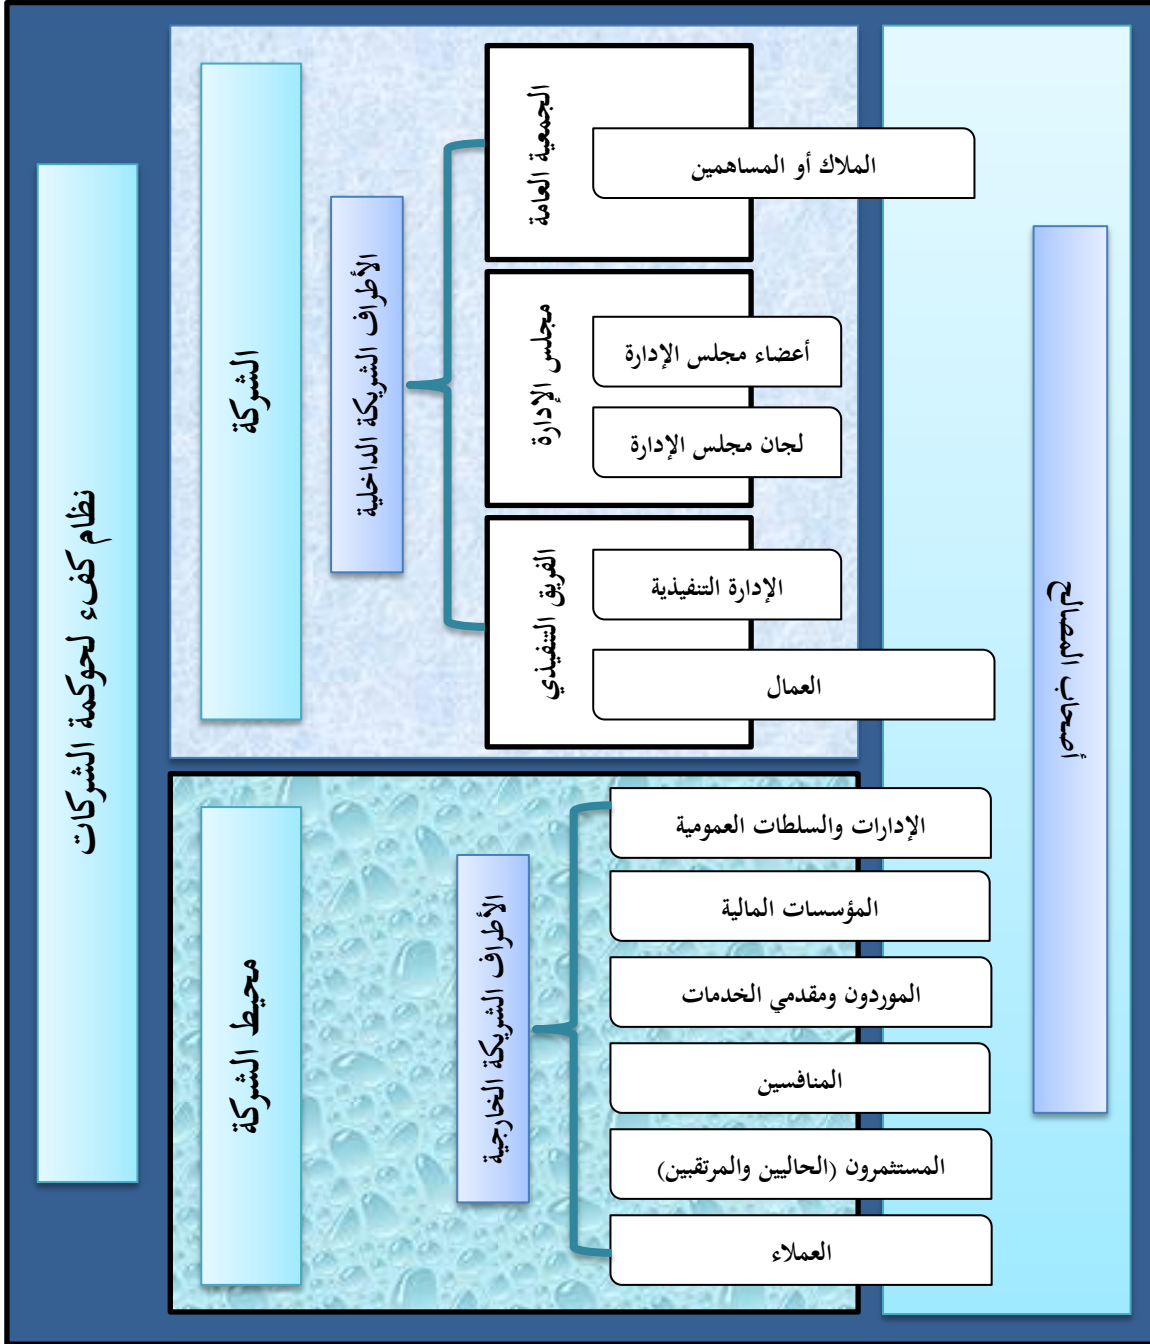 نظام كفء لحوكمة الشركات
الشركة
الأطراف الشريكة الداخلية
الجمعية العامة
الملاك أو المساهمين
مجلس الإدارة
أعضاء مجلس الإدارة
لجان مجلس الإدارة
الفريق التنفيذي
الإدارة التنفيذية
العمال
محيط الشركة
الأطراف الشريكة الخارجية
الإدارات والسلطات العمومية
المؤسسات المالية
الموردون ومقدمي الخدمات
المنافسين
المستثمرون (الحاليين والمرتقبين)
العملاء
أصحاب المصالح